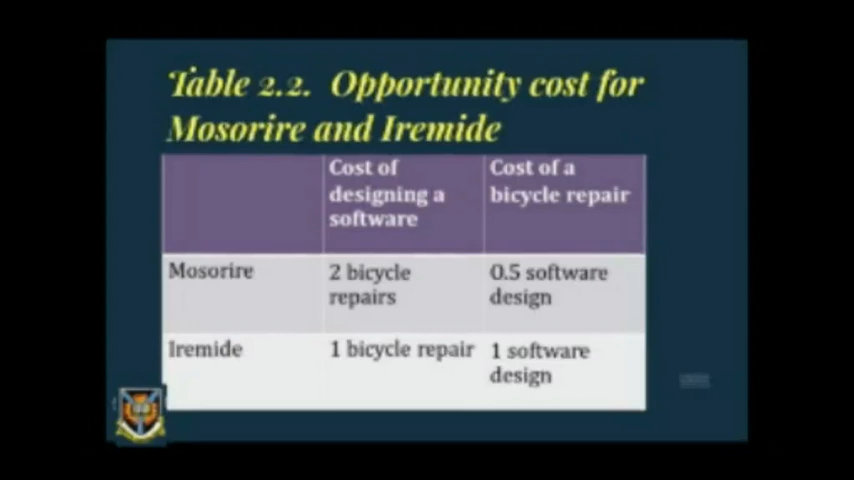 Table 2.2. Opportunity cost for
Mosorire and Iremide
Cost of
designing a
software
Cost of a
bicycle repair
Mosorire
2 bicycle
repairs
0.5 software
design
Iremide
1 bicycle repair
1 software
design